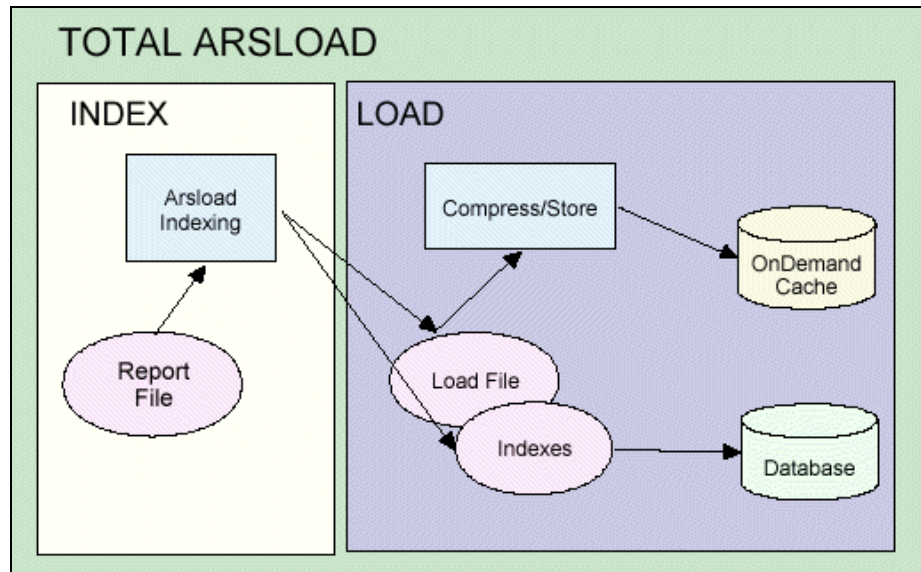 TOTAL ARSLOAD
INDEX
Arsload
Indexing
Report
File
LOAD
Compress/Store
OnDemand
Cache
Load File
Indexes
Database